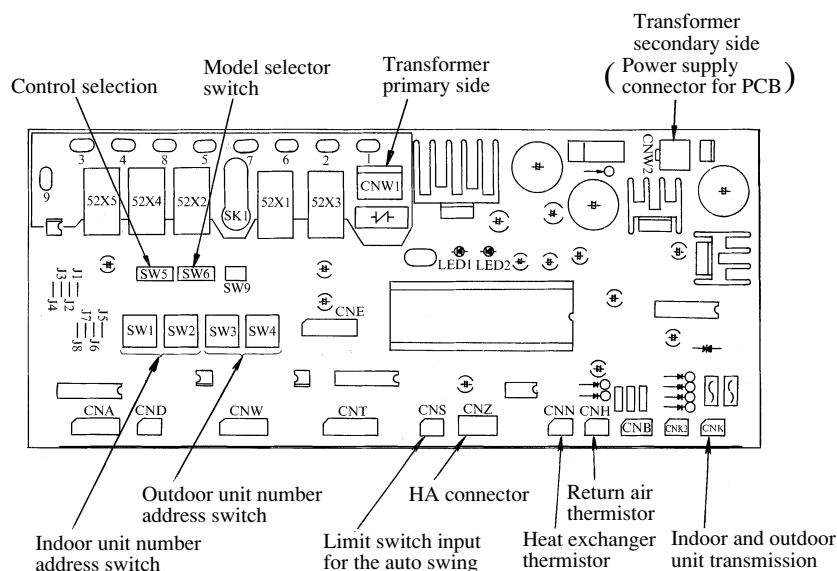 Transformer
secondary side
(Power supply
connector for PCB)
Model selector
switch
Transformer
primary side
Control selection
3 4 8 5 7 6 2 1
9
52X5 52X4 52X2 SK1 52X1 52X3
CNW1
CNW2
LED1 LED2
SW5 SW6
SW9
J1
J3
J2
J4
SW1 SW2 SW3 SW4
J5
J7
J6
J8
CNE
CNA CND CNW CNT CNS CNZ CNN CNH CNB CNK2 CNK
Outdoor unit number
address switch
HA connector
Return air
thermistor
Indoor unit number
address switch
Limit switch input
for the auto swing
Heat exchanger
thermistor
Indoor and outdoor
unit transmission